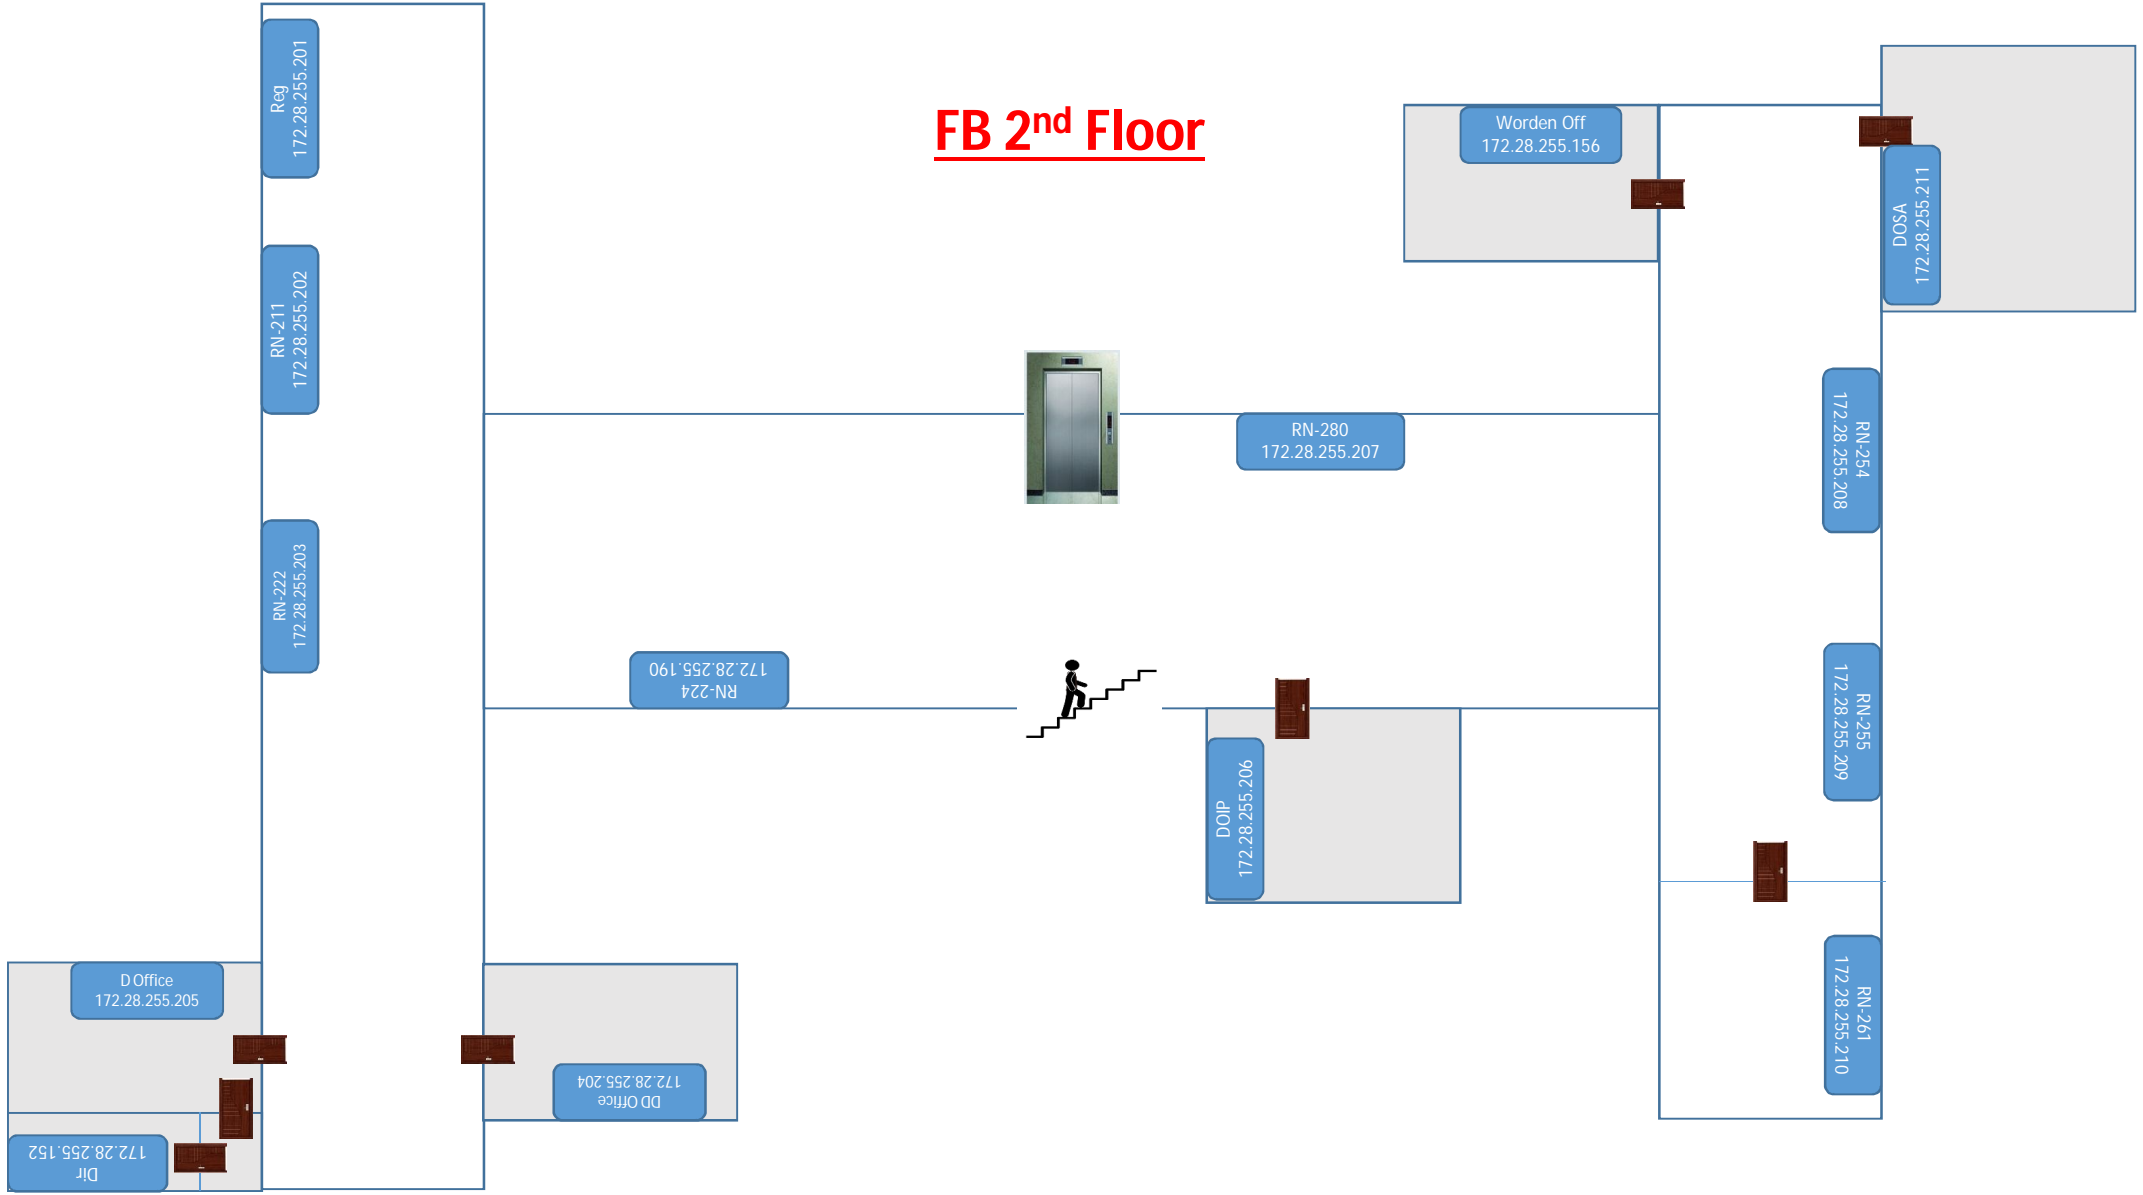 FB 2nd Floor
Reg
172.28.255.201
RN-211
172.28.255.202
RN-222
172.28.255.203
Worden Off
172.28.255.156
DOSA
172.28.255.211
RN-280
172.28.255.207
RN-254
172.28.255.208
RN-224
172.28.255.190
RN-255
172.28.255.209
DOIP
172.28.255.206
D Office
172.28.255.205
DD Office
172.28.255.204
RN-261
172.28.255.210
Dir
172.28.255.152